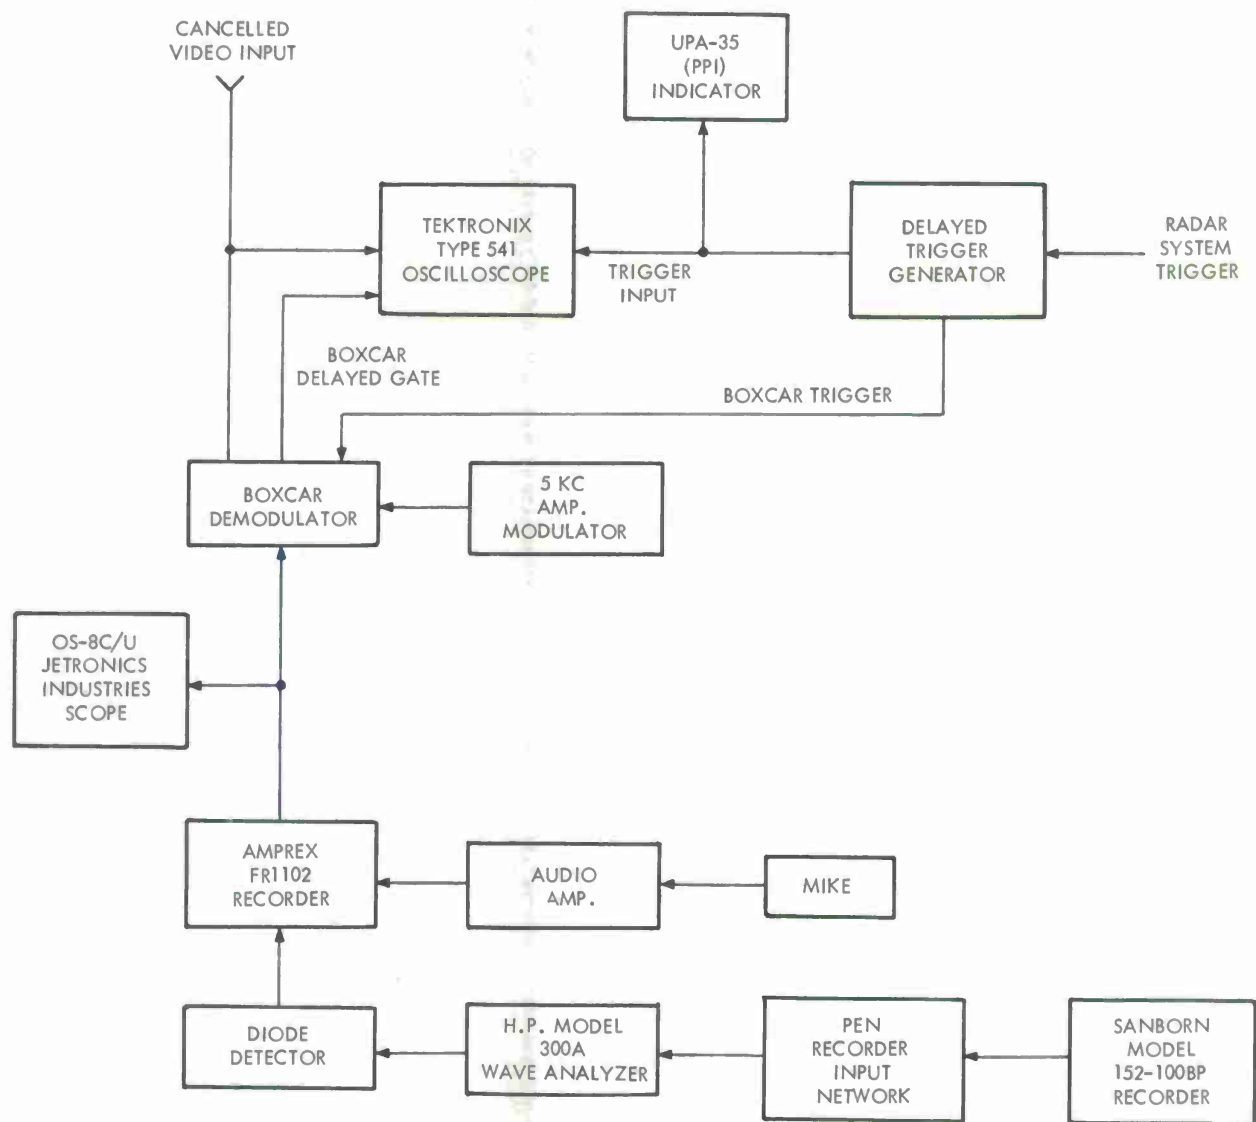 CANCELLED
VIDEO INPUT
UPA-35
(PPI)
INDICATOR
TEKTRONIX
TYPE 541
OSCILLOSCOPE
TRIGGER
INPUT
DELAYED
TRIGGER
GENERATOR
RADAR
SYSTEM
TRIGGER
BOXCAR
DELAYED GATE
BOXCAR TRIGGER
BOXCAR
DEMODULATOR
5 KC
AMP.
MODULATOR
OS-8C/U
JETRONICS
INDUSTRIES
SCOPE
AMPREX
FR1102
RECORDER
AUDIO
AMP.
MIKE
DIODE
DETECTOR
H.P. MODEL
300A
WAVE ANALYZER
PEN
RECORDER
INPUT
NETWORK
SANBORN
MODEL
152-100BP
RECORDER